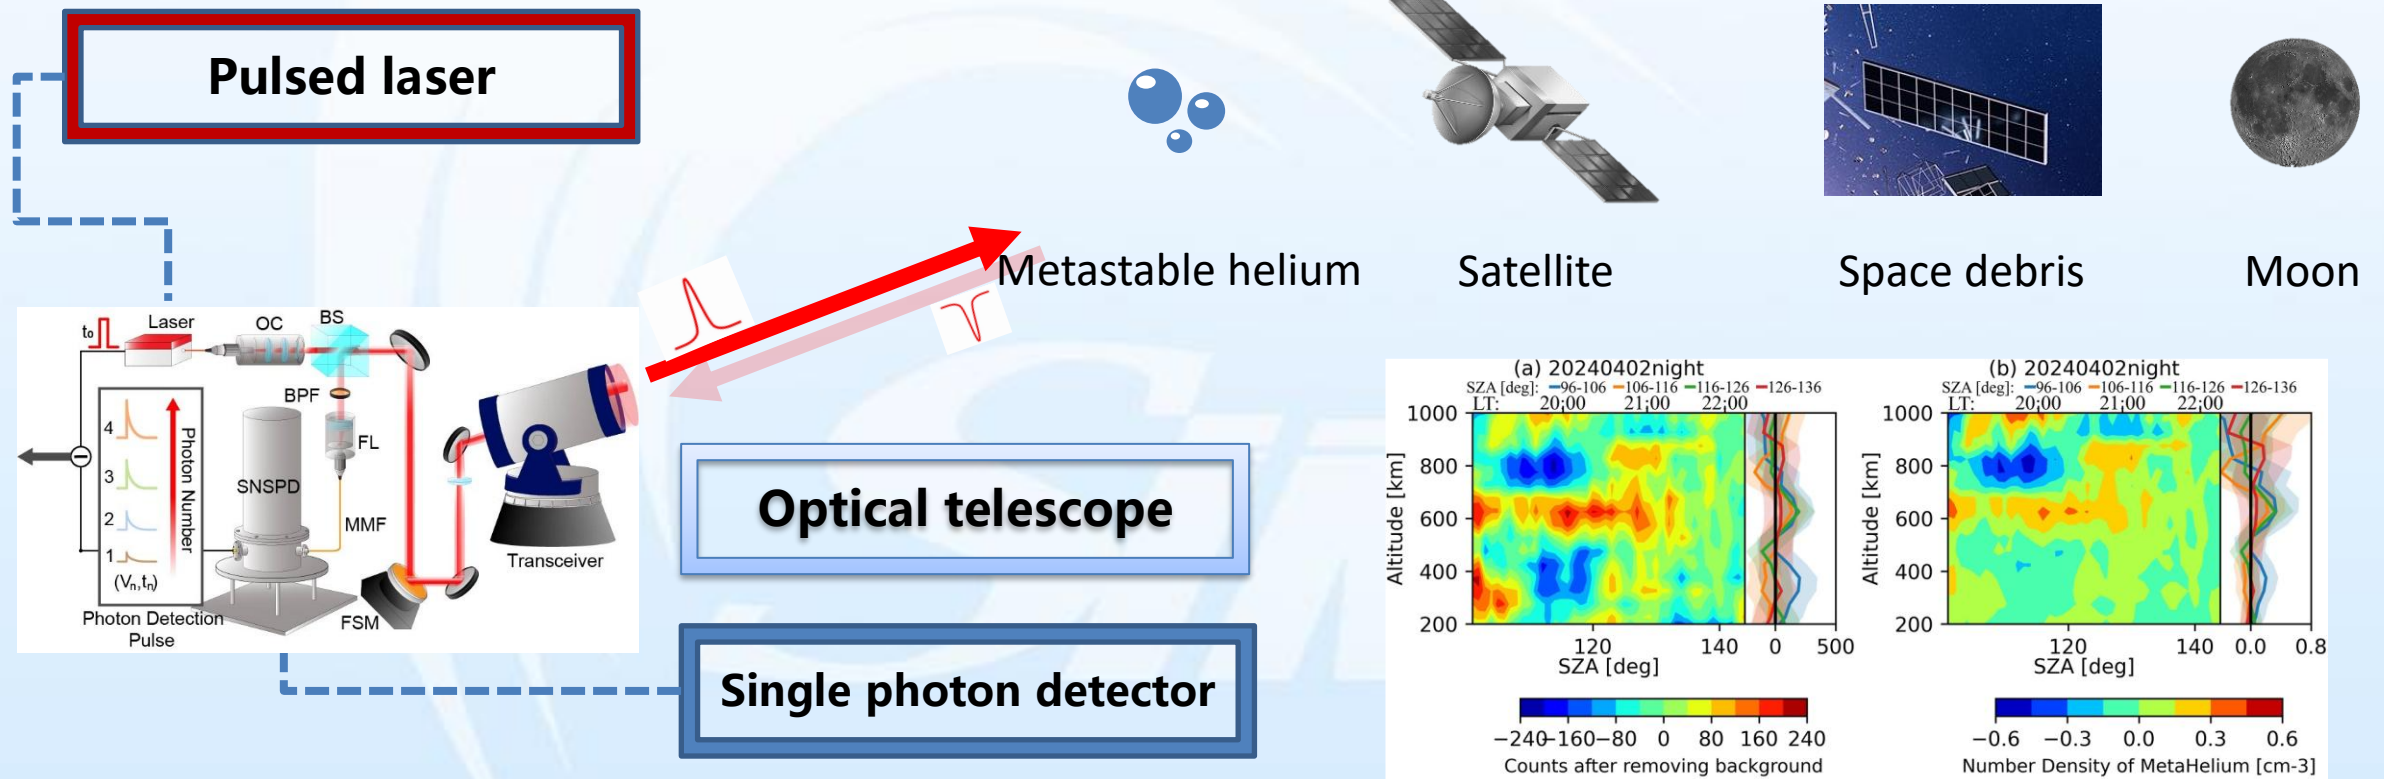 Pulsed laser
Metastable helium
Satellite
Space debris
Moon
t₀
Laser
OC
BS
BPF
FL
4
3
2
1
Photon Number
SNSPD
MMF
(Vn,tn)
Photon Detection
Pulse
FSM
Transceiver
Optical telescope
Single photon detector
(a) 20240402night
SZA [deg]: 96-106 106-116 116-126 126-136
LT: 20;00 21;00 22;00
1000
800
600
400
200
Altitude [km]
120 140 0 500
SZA [deg]
−240 −160 −80 0 80 160 240
Counts after removing background
(b) 20240402night
SZA [deg]: 96-106 106-116 116-126 126-136
LT: 20;00 21;00 22;00
1000
800
600
400
200
Altitude [km]
120 140 0.0 0.8
SZA [deg]
−0.6 −0.3 0.0 0.3 0.6
Number Density of MetaHelium [cm-3]